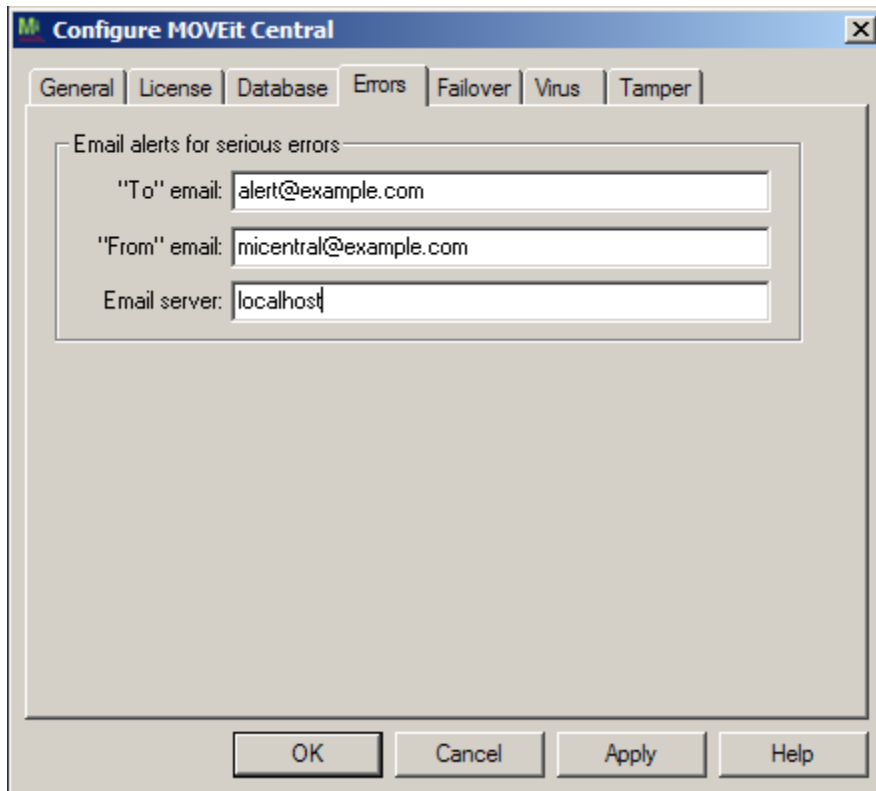 Configure MOVEit Central
General License Database Errors Failover Virus Tamper
Email alerts for serious errors
"To" email: alert@example.com
"From" email: micentral@example.com
Email server: localhost
OK Cancel Apply Help